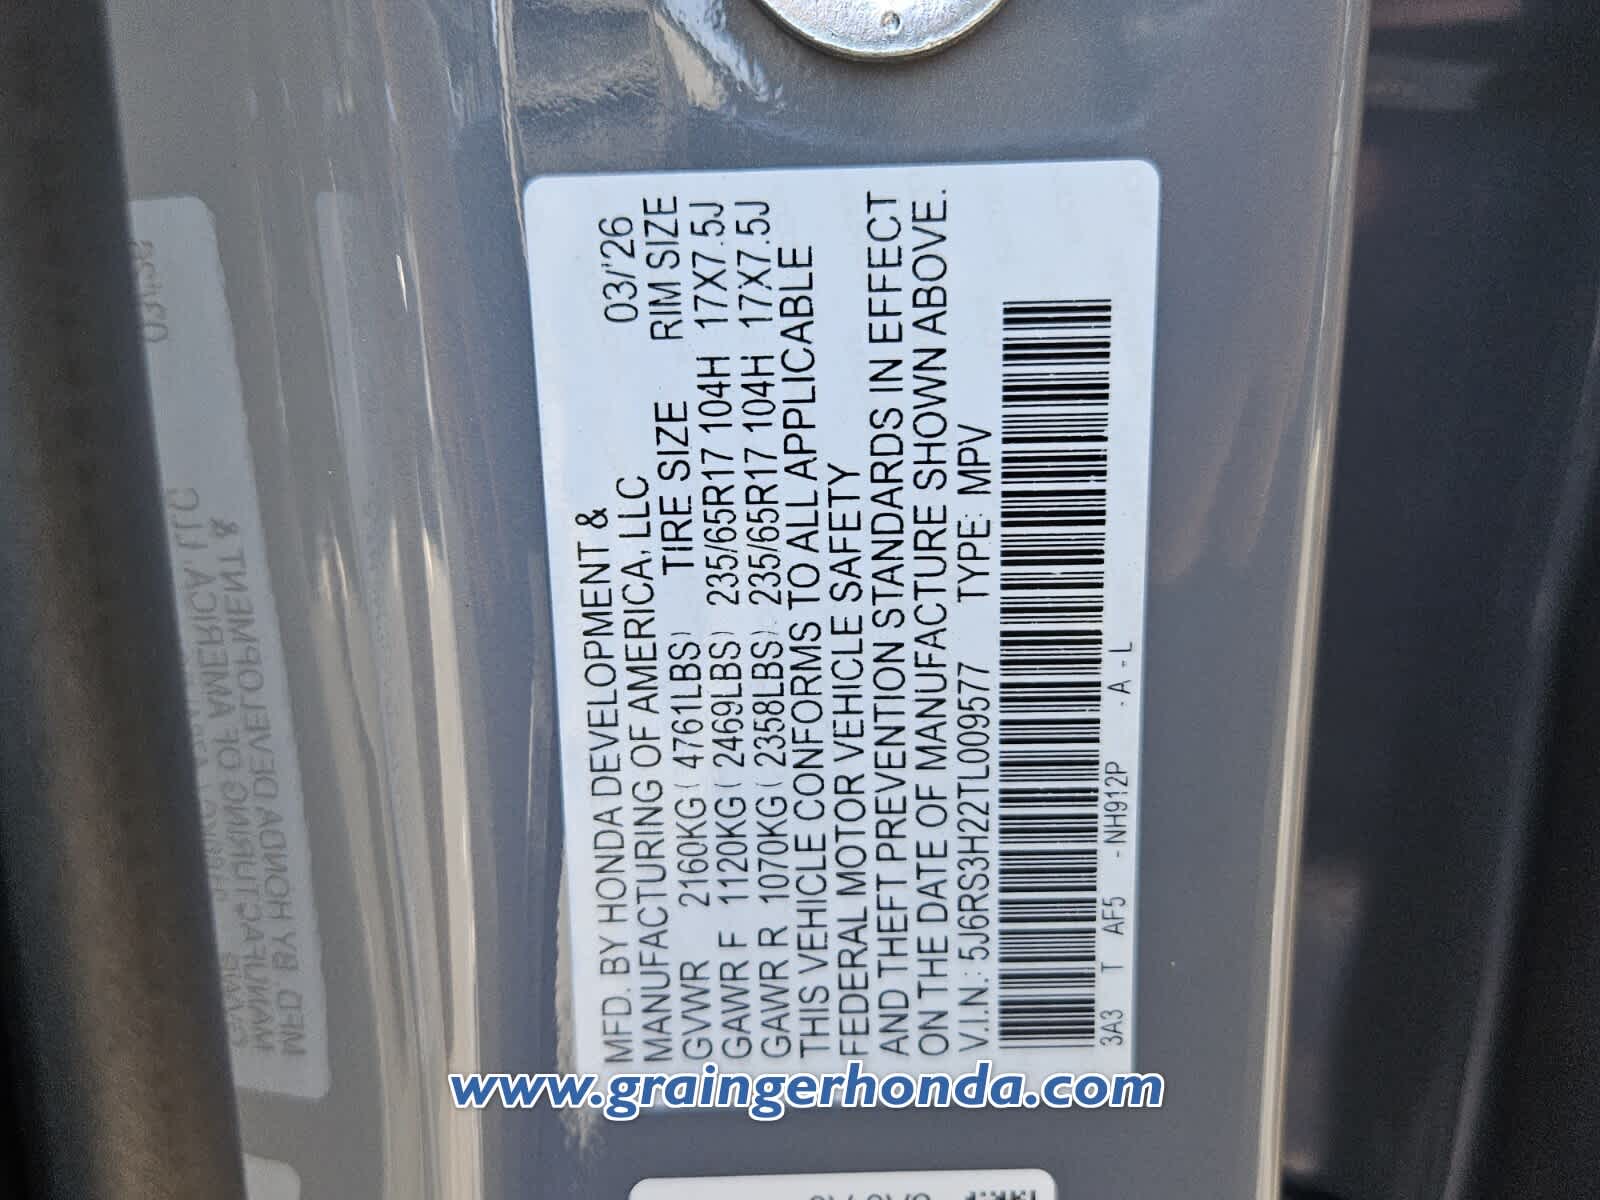 MFD. BY HONDA DEVELOPMENT & 03/'26
MANUFACTURING OF AMERICA, LLC TIRE SIZE RIM SIZE
GVWR 2160KG ( 4761LBS)
GAWR F 1120KG ( 2469LBS) 235/65R17 104H 17X7.5J
GAWR R 1070KG ( 2358LBS) 235/65R17 104H 17X7.5J
THIS VEHICLE CONFORMS TO ALL APPLICABLE
FEDERAL MOTOR VEHICLE SAFETY
AND THEFT PREVENTION STANDARDS IN EFFECT
ON THE DATE OF MANUFACTURE SHOWN ABOVE.
V.I.N.: 5J6RS3H22TL009577 TYPE: MPV
3A3 T AF5 -NH912P -A -L
www.graingerhonda.com